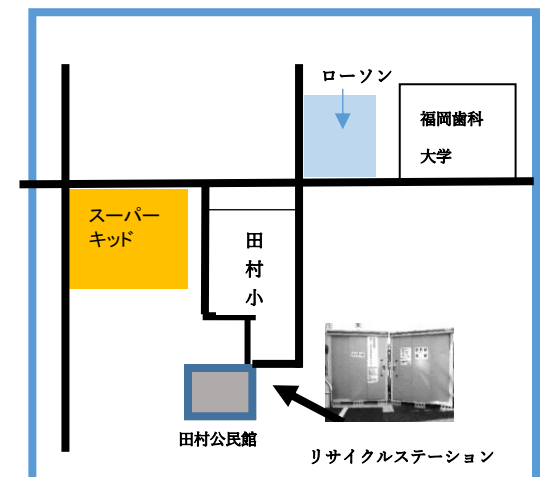 ローソン
福岡歯科
大学
スーパー
キッド
田
村
小
田村公民館
リサイクルステーション